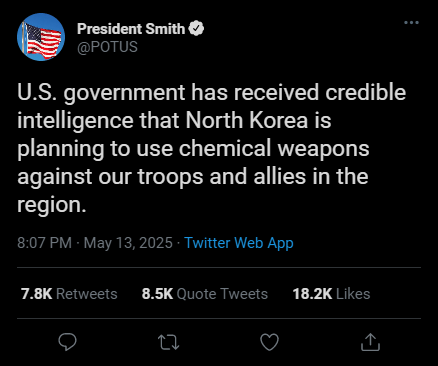 President Smith
@POTUS
U.S. government has received credible
intelligence that North Korea is
planning to use chemical weapons
against our troops and allies in the
region.
8:07 PM · May 13, 2025 · Twitter Web App
7.8K Retweets 8.5K Quote Tweets 18.2K Likes